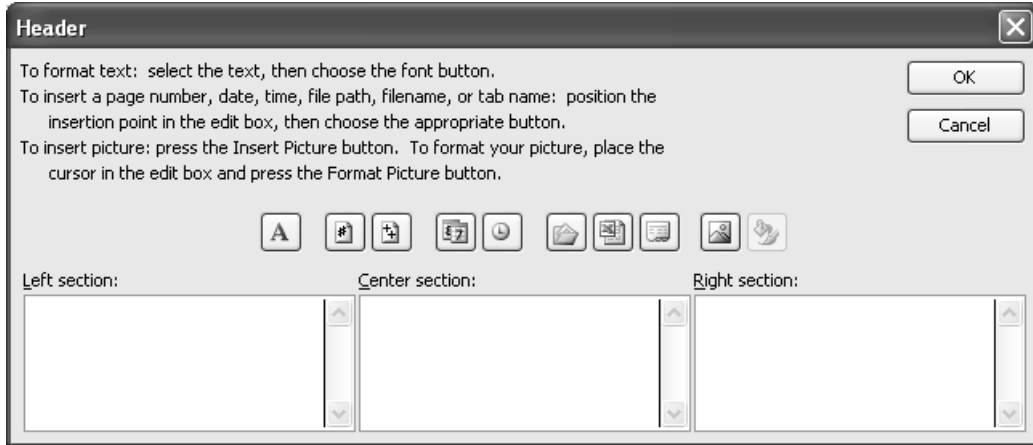 Header
To format text: select the text, then choose the font button.
To insert a page number, date, time, file path, filename, or tab name: position the
insertion point in the edit box, then choose the appropriate button.
To insert picture: press the Insert Picture button. To format your picture, place the
cursor in the edit box and press the Format Picture button.
OK
Cancel
A
Left section:
Center section:
Right section: